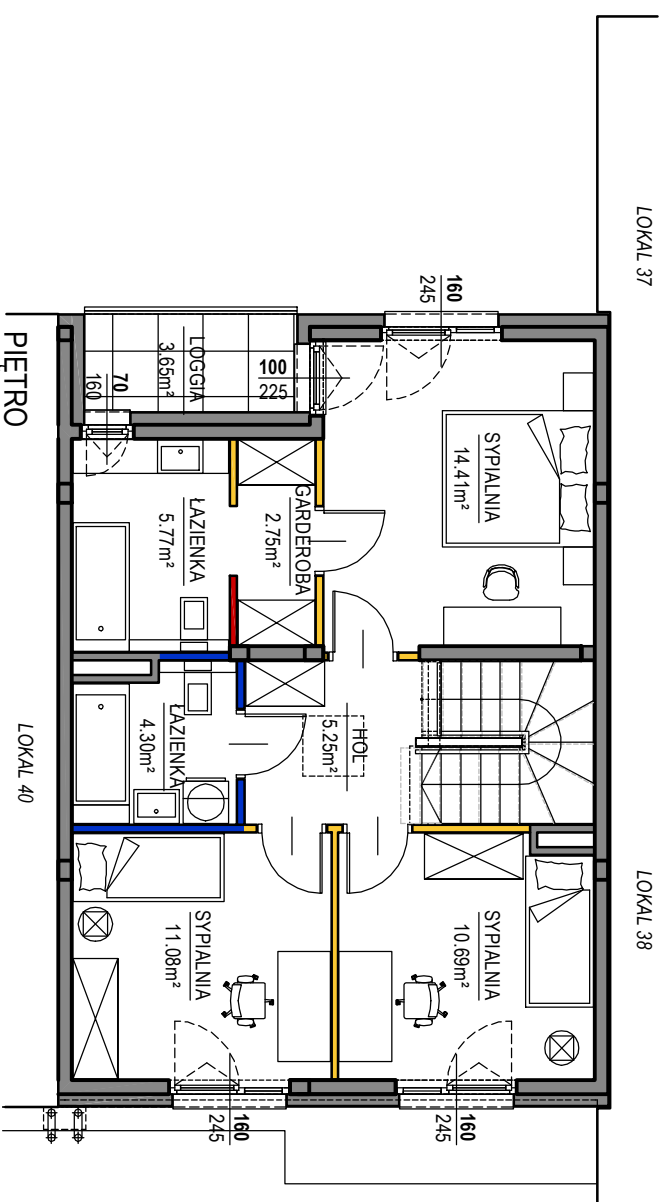 LOKAL 37
LOKAL 38
160
245
SYPIALNIA
14.41m²
SYPIALNIA
10.69m²
160
245
HOL
5.25m²
GARDEROBA
2.75m²
100
225
LOGGIA
3.65m²
70
160
ŁAZIENKA
5.77m²
ŁAZIENKA
4.30m²
SYPIALNIA
11.08m²
160
245
LOKAL 40
PIĘTRO